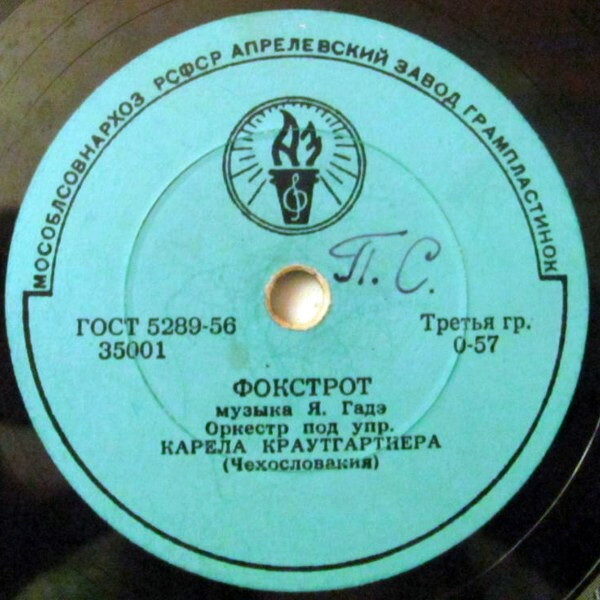 МОСОБЛСОВНАРХОЗ РСФСР АПРЕЛЕВСКИЙ ЗАВОД ГРАМПЛАСТИНОК
АЗ
П. С.
ГОСТ 5289-56
35001
Третья гр.
0-57
ФОКСТРОТ
музыка Я. Гадэ
Оркестр под упр.
КАРЕЛА КРАУТГАРТНЕРА
(Чехословакия)